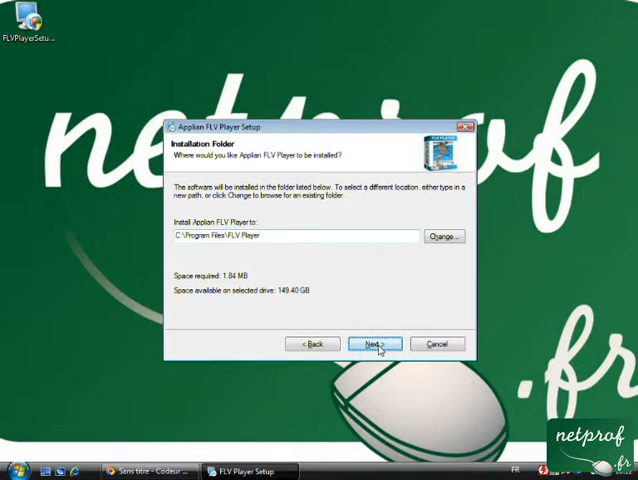 FLVPlayerSetu...
netprof
.fr
Applian FLV Player Setup
Installation Folder
Where would you like Applian FLV Player to be installed?
FLV PLAYER
The software will be installed in the folder listed below. To select a different location, either type in a
new path, or click Change to browse for an existing folder.
Install Applian FLV Player to:
C:\Program Files\FLV Player
Change...
Space required: 1.84 MB
Space available on selected drive: 149.40 GB
< Back
Next >
Cancel
netprof
.fr
Sans titre - Codeur ...
FLV Player Setup
FR